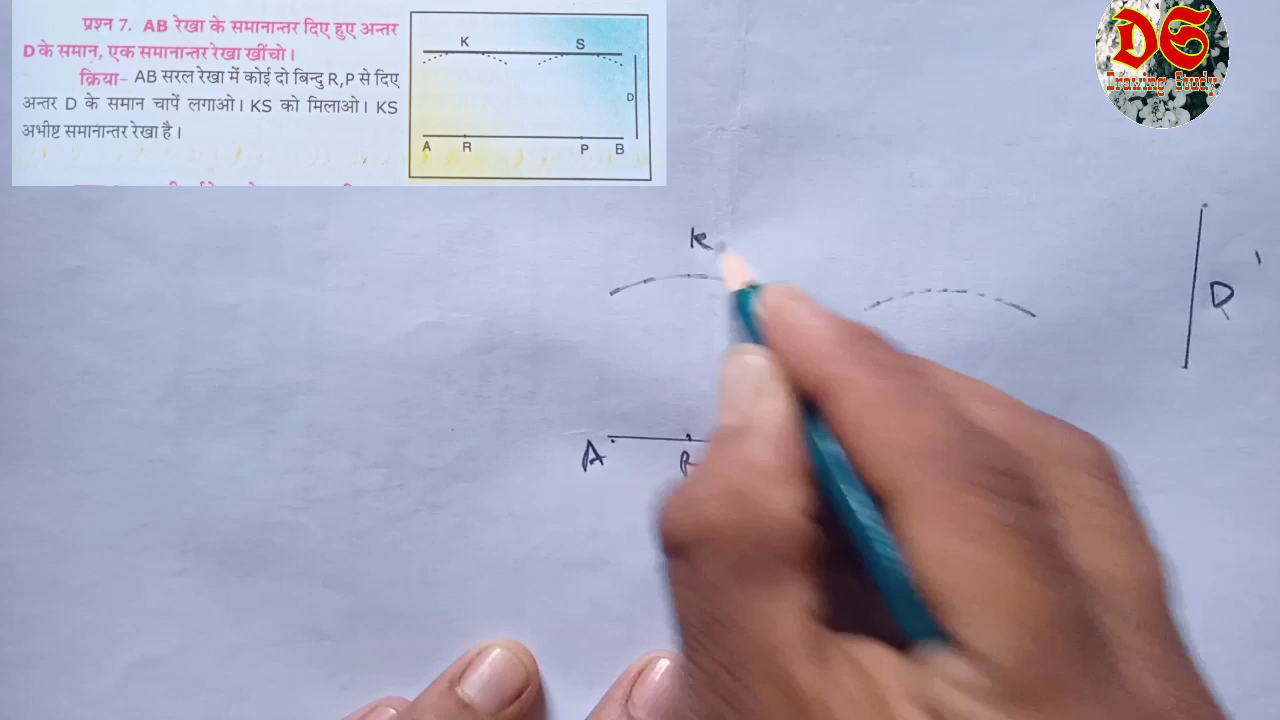 प्रश्न 7. AB रेखा के समानान्तर दिए हुए अन्तर
D के समान, एक समानान्तर रेखा खींचो।
क्रिया– AB सरल रेखा में कोई दो बिन्दु R,P से दिए
अन्तर D के समान चापें लगाओ। KS को मिलाओ। KS
अभीष्ट समानान्तर रेखा है।
K S
D
A R P B
DS
Drawing Study
K
D
A R